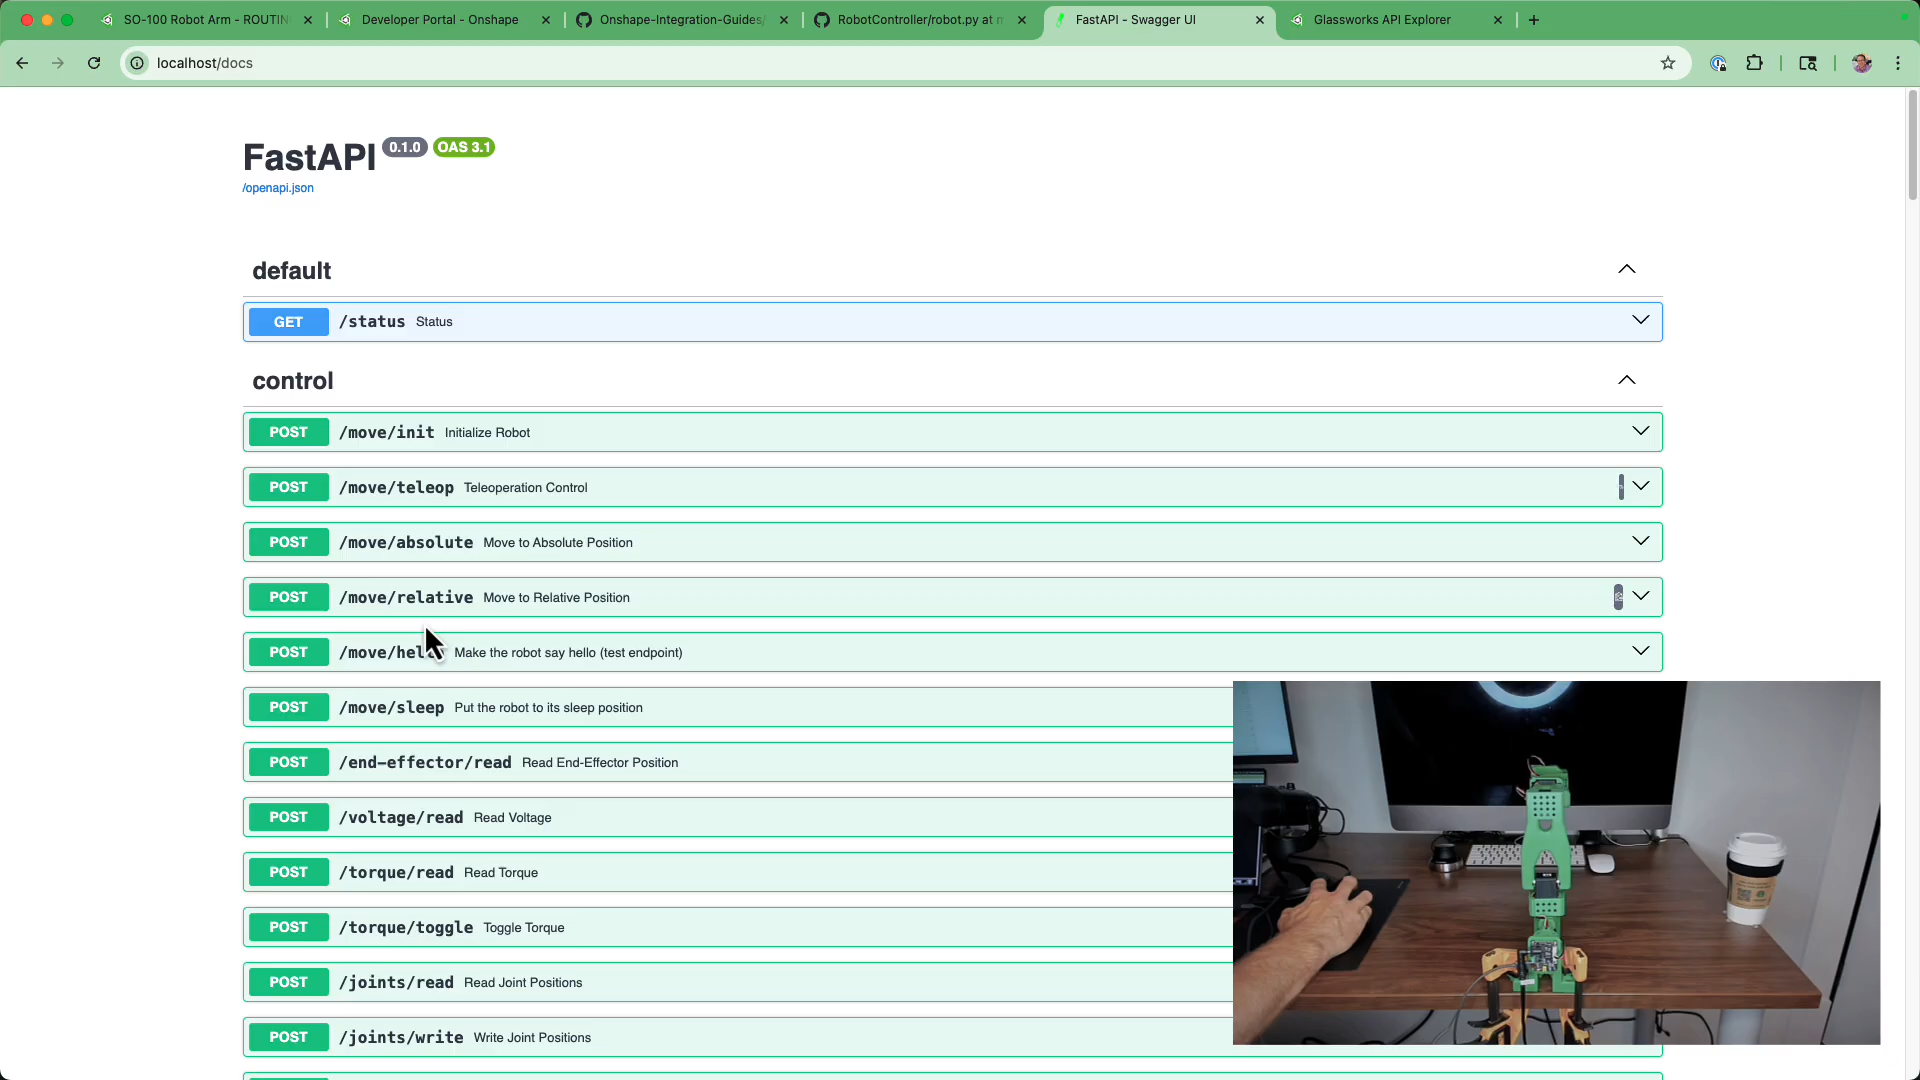 SO-100 Robot Arm - ROUTIN
Developer Portal - Onshape
Onshape-Integration-Guides/
RobotController/robot.py at m
FastAPI - Swagger UI
Glassworks API Explorer
localhost/docs
FastAPI 0.1.0 OAS 3.1
/openapi.json
default
GET /status Status
control
POST /move/init Initialize Robot
POST /move/teleop Teleoperation Control
POST /move/absolute Move to Absolute Position
POST /move/relative Move to Relative Position
POST /move/hel Make the robot say hello (test endpoint)
POST /move/sleep Put the robot to its sleep position
POST /end-effector/read Read End-Effector Position
POST /voltage/read Read Voltage
POST /torque/read Read Torque
POST /torque/toggle Toggle Torque
POST /joints/read Read Joint Positions
POST /joints/write Write Joint Positions